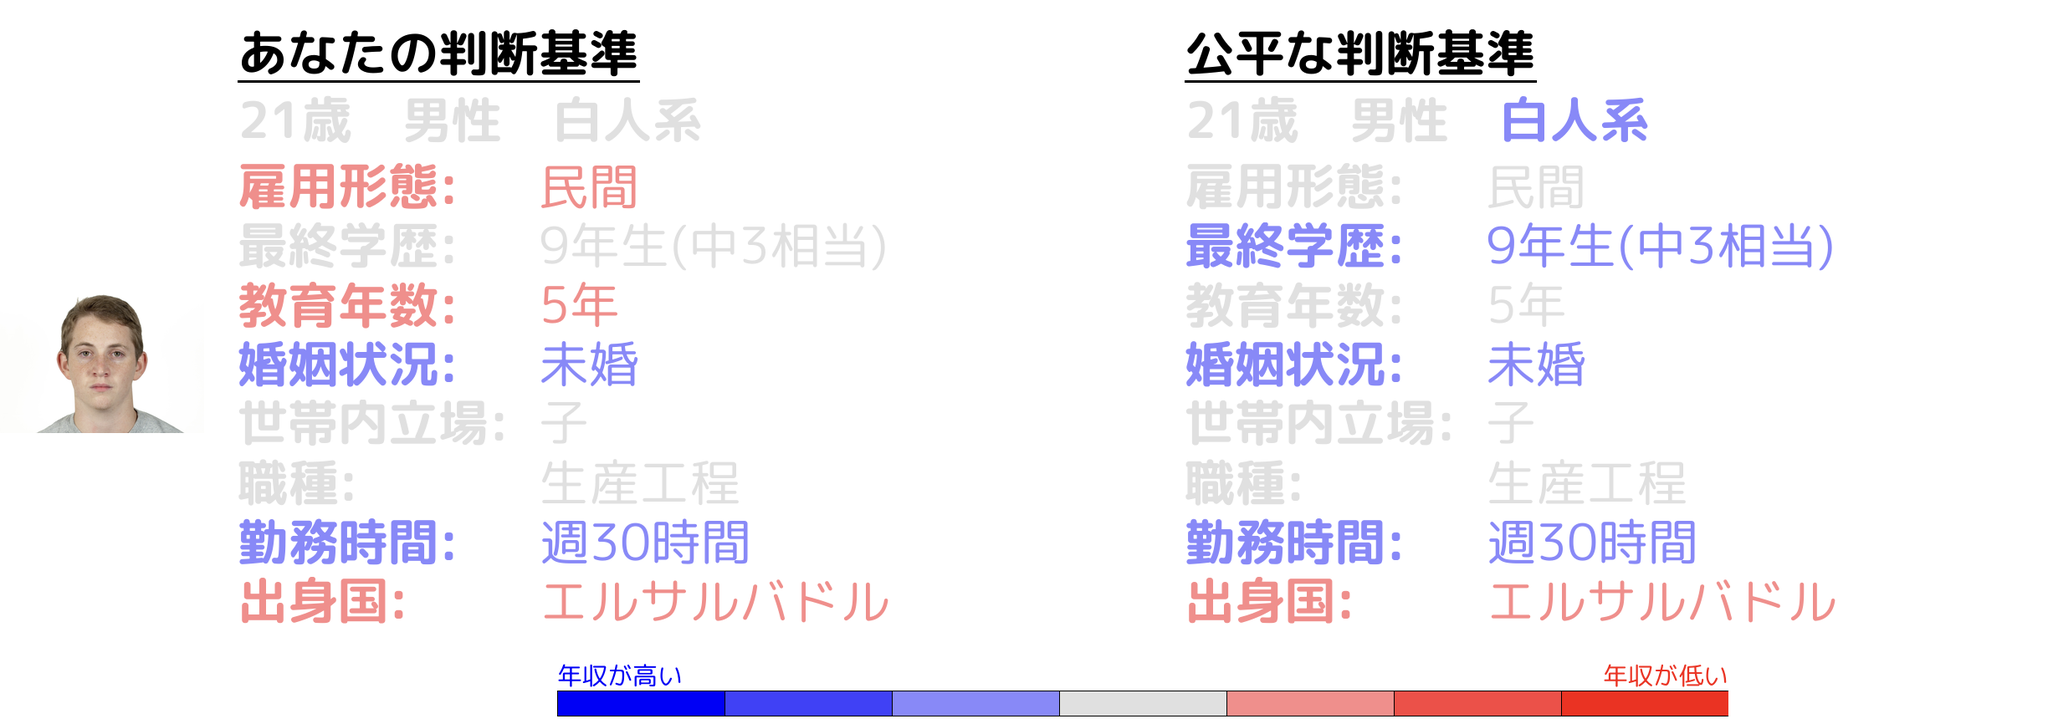 あなたの判断基準
21歳 男性 白人系
雇用形態: 民間
最終学歴: 9年生(中3相当)
教育年数: 5年
婚姻状況: 未婚
世帯内立場: 子
職種: 生産工程
勤務時間: 週30時間
出身国: エルサルバドル
公平な判断基準
21歳 男性 白人系
雇用形態: 民間
最終学歴: 9年生(中3相当)
教育年数: 5年
婚姻状況: 未婚
世帯内立場: 子
職種: 生産工程
勤務時間: 週30時間
出身国: エルサルバドル
年収が高い 年収が低い